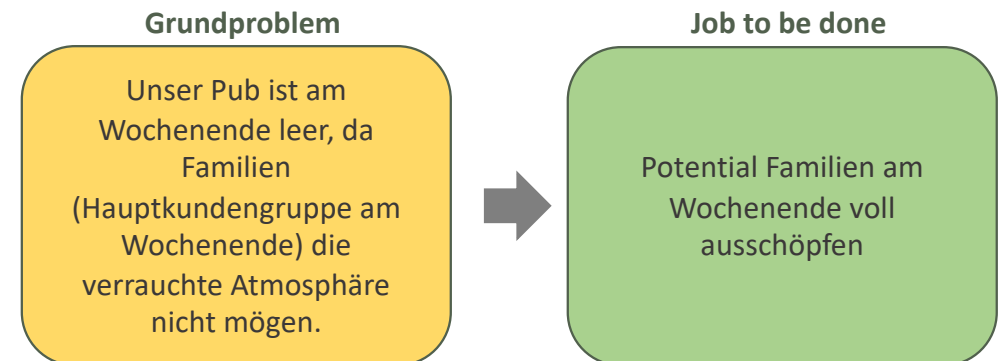 Grundproblem
Unser Pub ist am
Wochenende leer, da
Familien
(Hauptkundengruppe am
Wochenende) die
verrauchte Atmosphäre
nicht mögen.
Job to be done
Potential Familien am
Wochenende voll
ausschöpfen